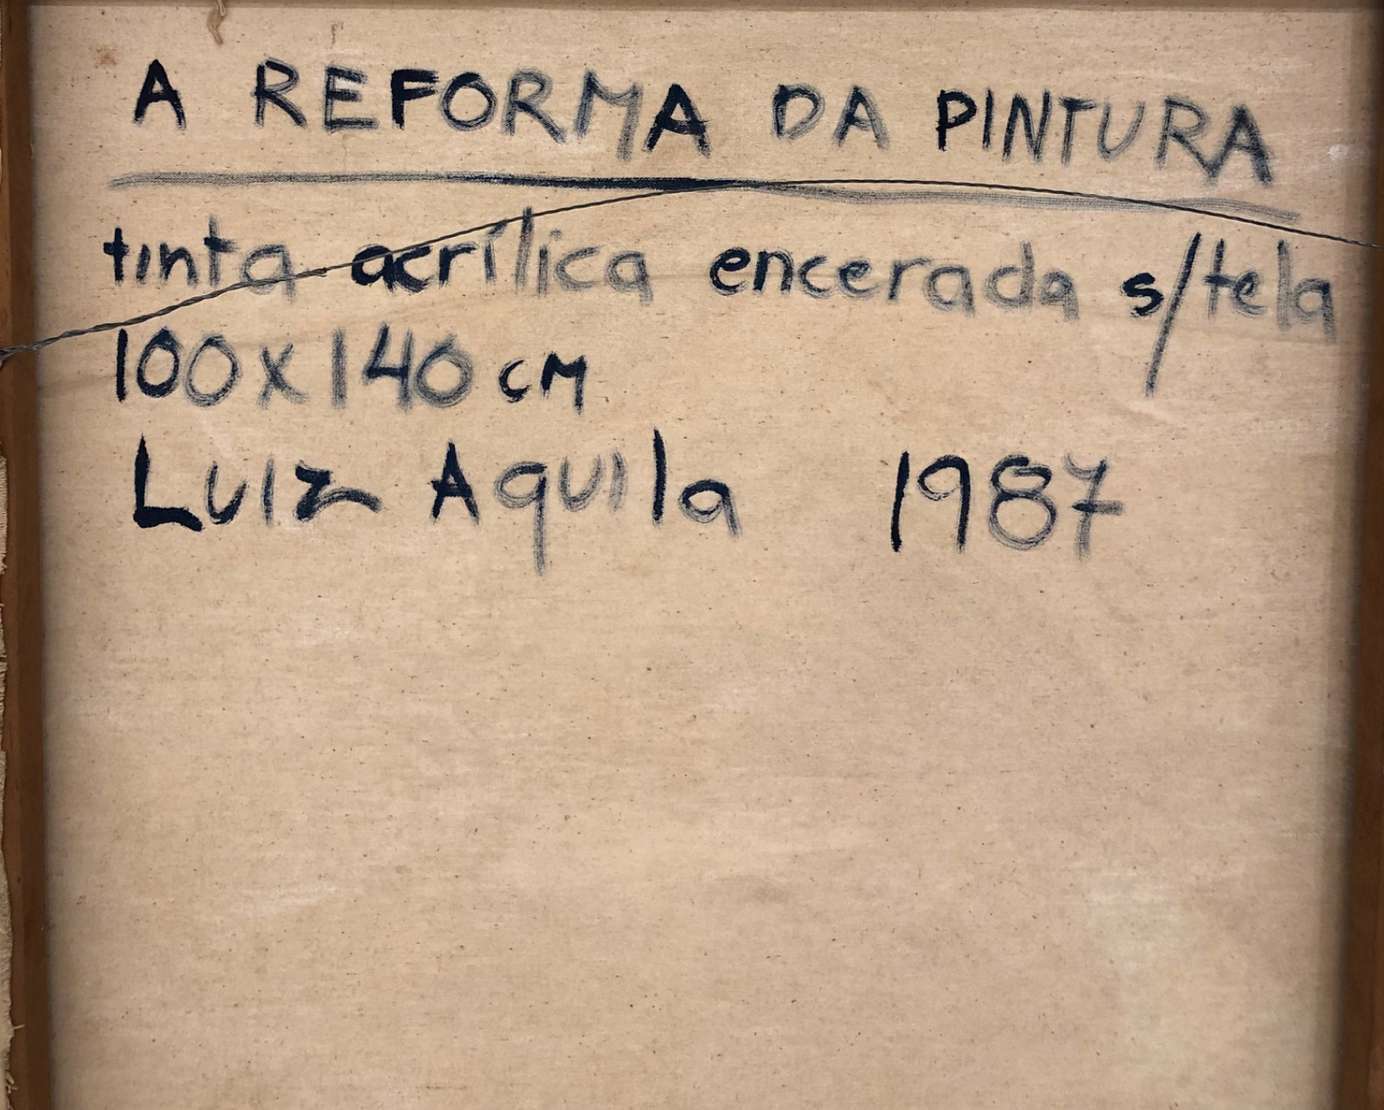 A REFORMA DA PINTURA
tinta acrílica encerada s/tela
100x140 cM
Luiz Aquila 1987